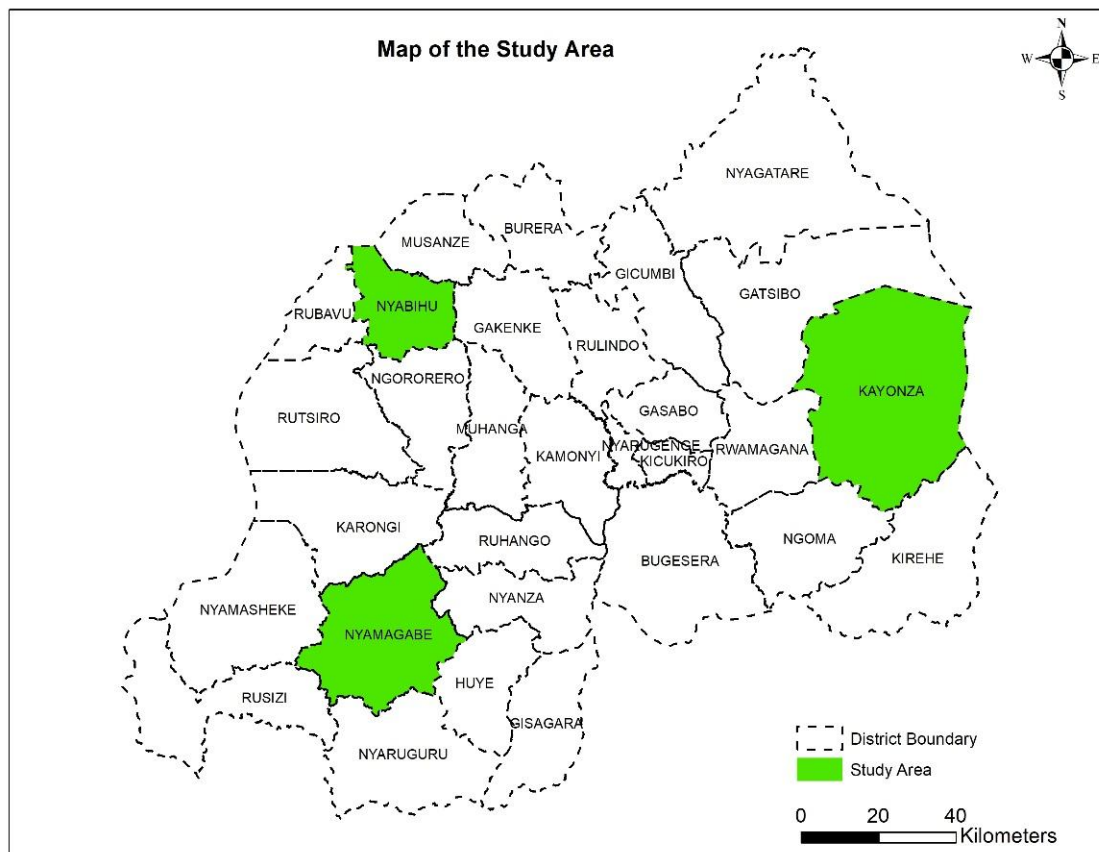 Map of the Study Area
N
W E
S
NYAGATARE
BURERA
MUSANZE
GICUMBI
GATSIBO
NYABIHU
RUBAVU
GAKENKE
RULINDO
NGORORERO
KAYONZA
GASABO
RUTSIRO
MUHANGA
NYARUGENGE
RWAMAGANA
KAMONYI
KICUKIRO
KARONGI
RUHANGO
NGOMA
BUGESERA
KIREHE
NYANZA
NYAMASHEKE
NYAMAGABE
HUYE
RUSIZI
GISAGARA
NYARUGURU
District Boundary
Study Area
0 20 40
Kilometers